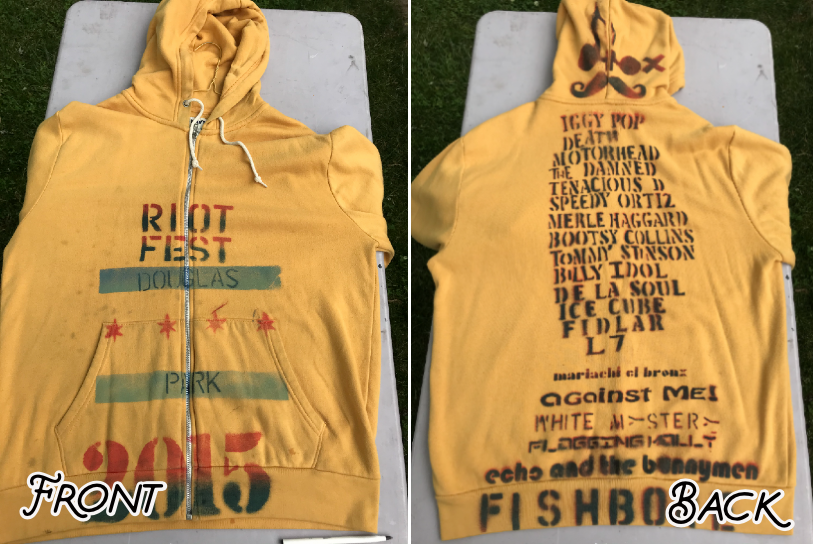 RIOT
FEST
DOUGLAS
PARK
2015
FRONT
IGGY POP
DEATH
MOTORHEAD
THE DAMNED
TENACIOUS D
SPEEDY ORTIZ
MERLE HAGGARD
BOOTSY COLLINS
TOMMY STINSON
BILLY IDOL
DE LA SOUL
ICE CUBE
FIDLAR
L7
mariachi el bronx
against ME!
WHITE MYSTERY
FLOGGING MOLLY
echo and the bunnymen
FISHBO
BACK